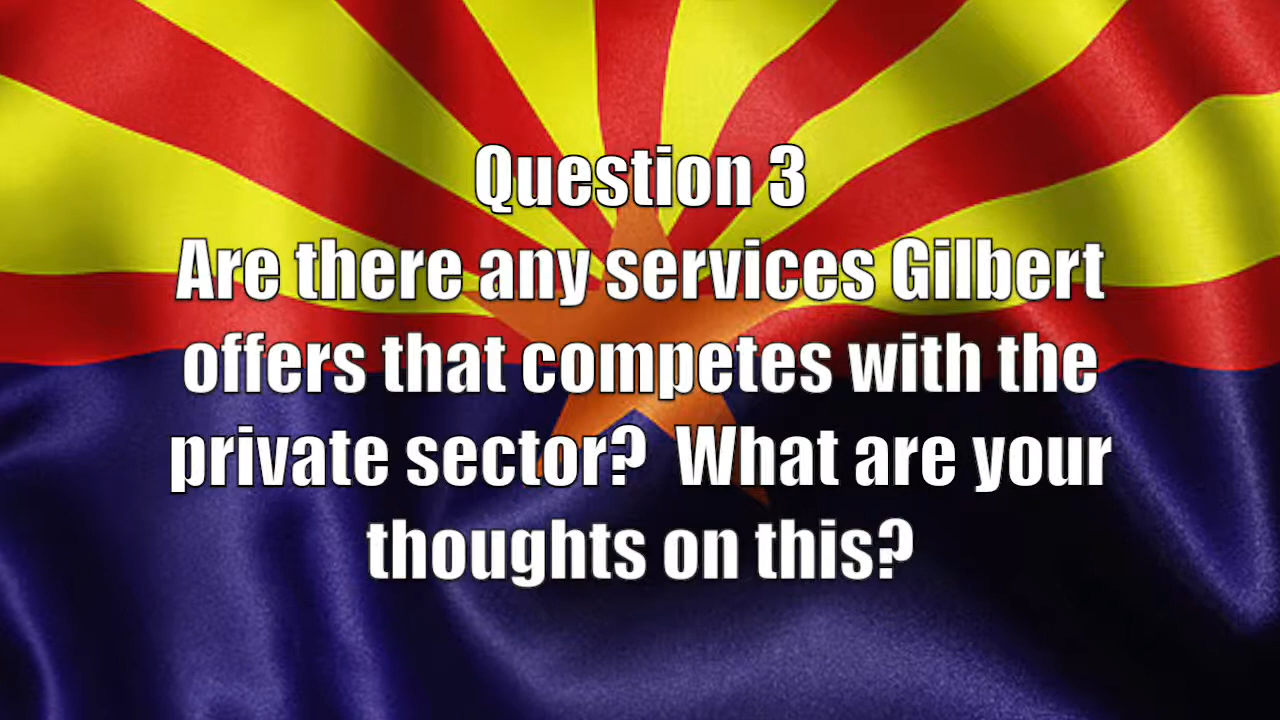 Question 3
Are there any services Gilbert
offers that competes with the
private sector?  What are your
thoughts on this?